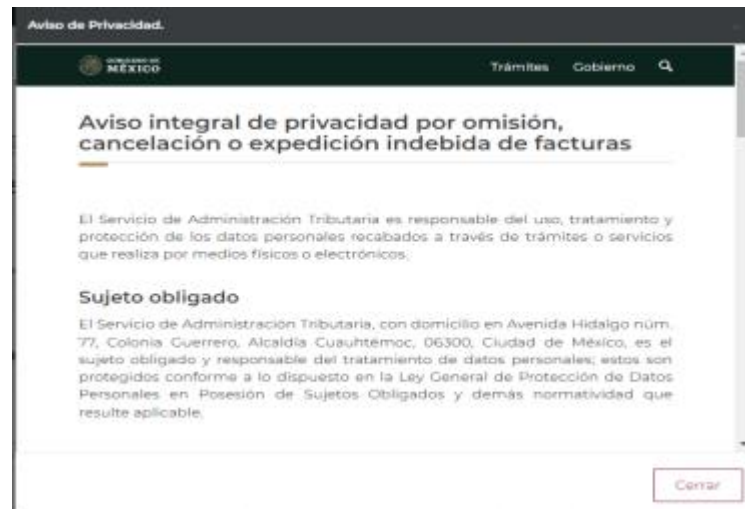 Aviso de Privacidad.
GOBIERNO DE
MÉXICO
Trámites Gobierno
Aviso integral de privacidad por omisión,
cancelación o expedición indebida de facturas
El Servicio de Administración Tributaria es responsable del uso, tratamiento y
protección de los datos personales recabados a través de trámites o servicios
que realiza por medios físicos o electrónicos.
Sujeto obligado
El Servicio de Administración Tributaria, con domicilio en Avenida Hidalgo núm.
77, Colonia Guerrero, Alcaldía Cuauhtémoc, 06300, Ciudad de México, es el
sujeto obligado y responsable del tratamiento de datos personales; estos son
protegidos conforme a lo dispuesto en la Ley General de Protección de Datos
Personales en Posesión de Sujetos Obligados y demás normatividad que
resulte aplicable.
Cerrar